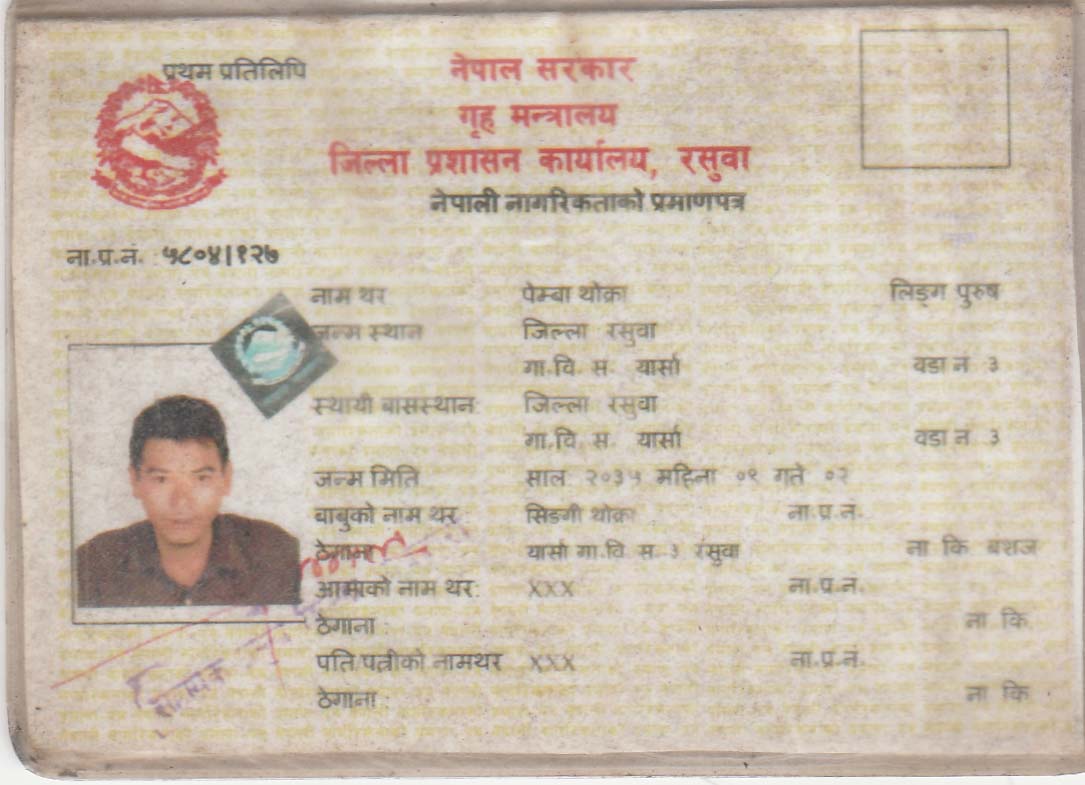 प्रथम प्रतिलिपि
नेपाल सरकार
गृह मन्त्रालय
जिल्ला प्रशासन कार्यालय, रसुवा
नेपाली नागरिकताको प्रमाणपत्र
ना.प्र.नं. : ५८०४।१२७
नाम थर पेम्बा थोक्रा लिङ्ग पुरुष
जन्म स्थान जिल्ला रसुवा
गा.वि. स. यार्सा वडा नं ३
स्थायी बासस्थान: जिल्ला रसुवा
गा.वि. स. यार्सा वडा नं ३
जन्म मिति साल २०३५ महिना ०९ गते ०२
बाबुको नाम थर: सिङगी थोक्रा ना.प्र.नं.
ठेगाना यार्सा गा.वि. स. ३ रसुवा ना. कि. बशज
आमाको नाम थर: XXX ना.प्र.नं.
ठेगाना : ना. कि.
पति/पत्नीको नामथर XXX ना.प्र.नं.
ठेगाना : ना. कि